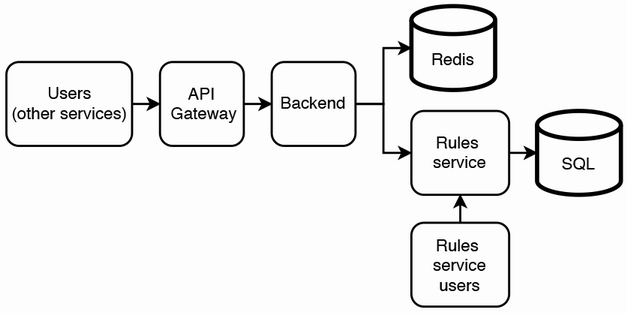 Users
(other services)
API
Gateway
Backend
Redis
Rules
service
SQL
Rules
service
users